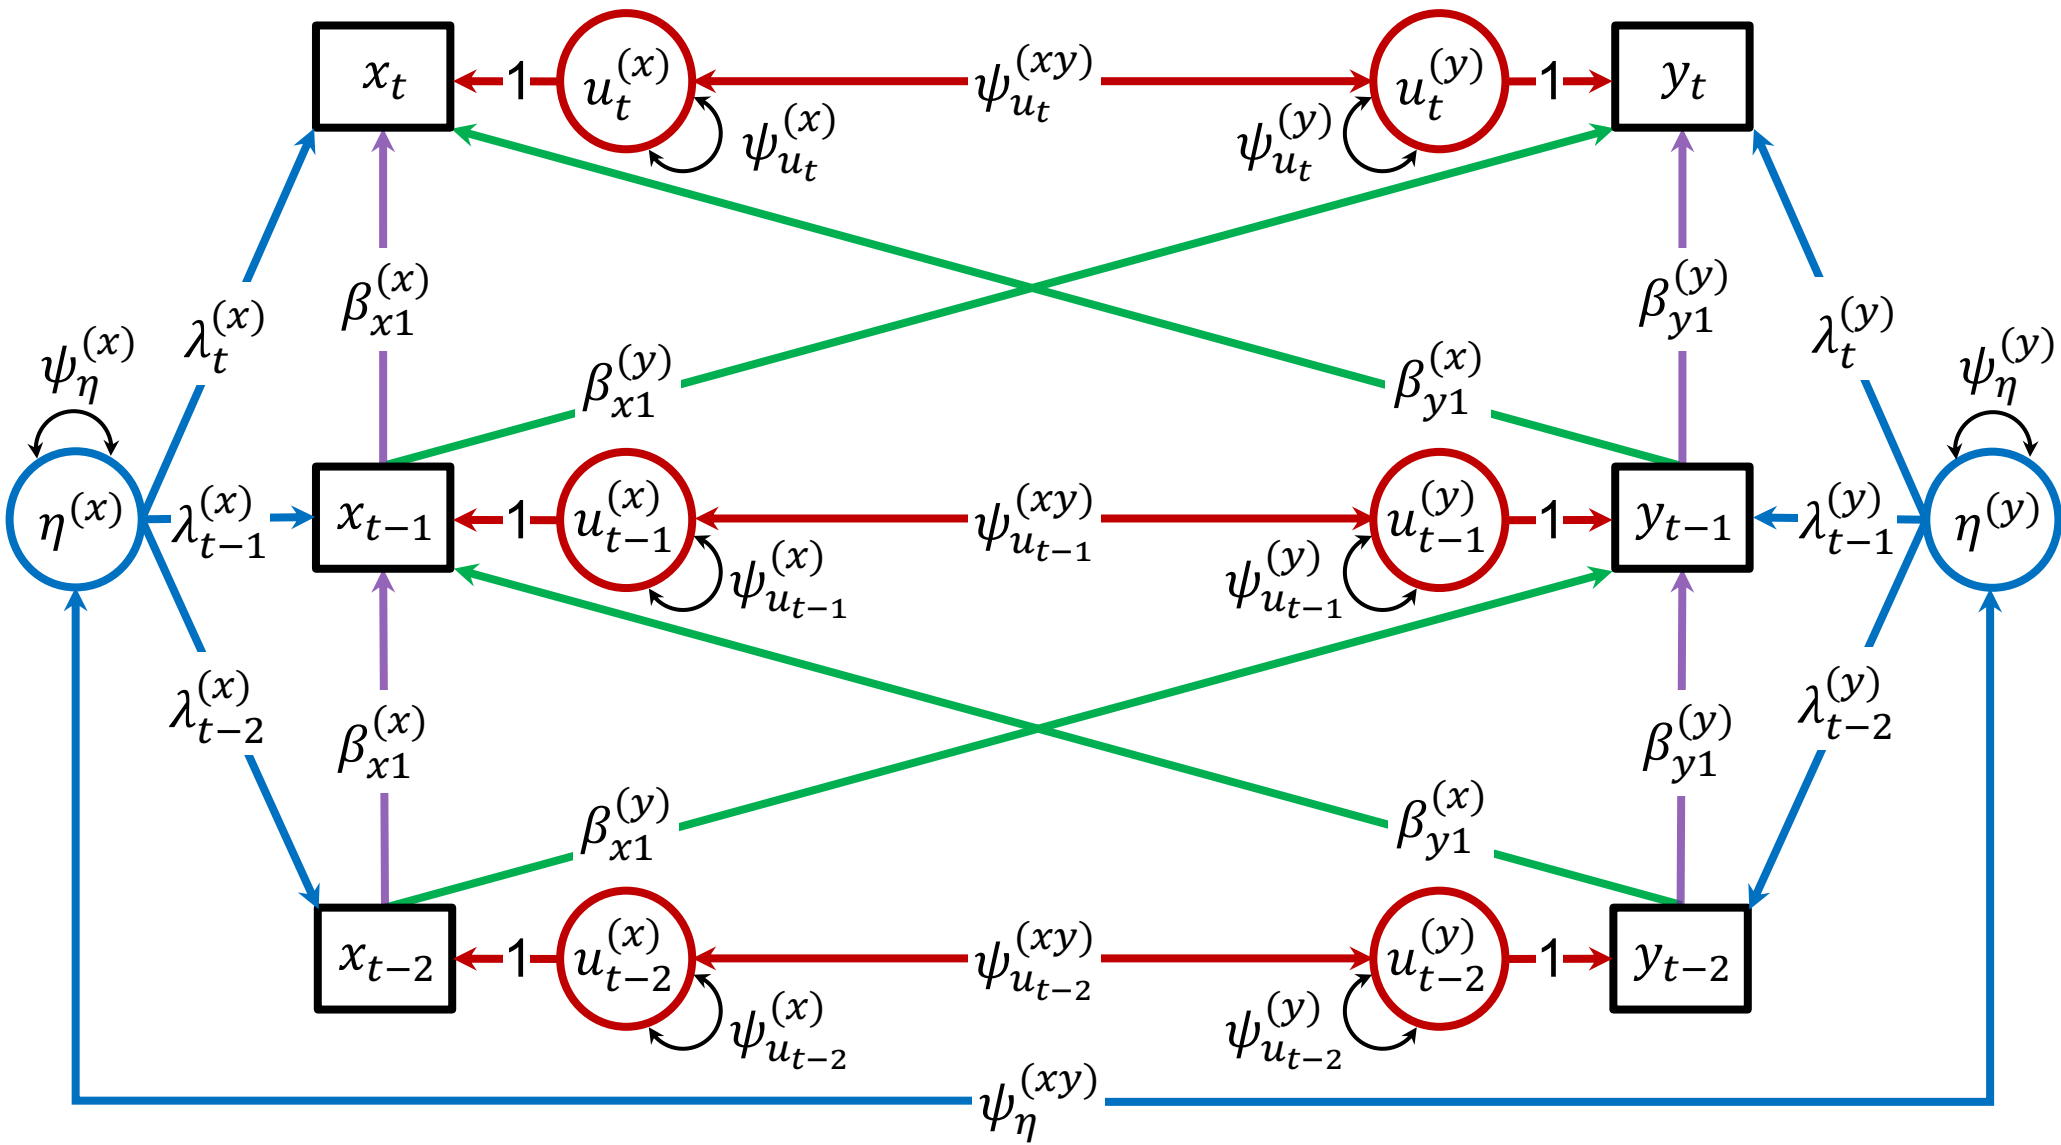 x_t 1 u_t^{(x)} ψ_{u_t}^{(xy)} u_t^{(y)} 1 y_t
ψ_{u_t}^{(x)} ψ_{u_t}^{(y)}
β_{x1}^{(x)} β_{y1}^{(y)}
λ_t^{(x)} λ_t^{(y)}
ψ_η^{(x)} β_{x1}^{(y)} β_{y1}^{(x)} ψ_η^{(y)}
η^{(x)} λ_{t−1}^{(x)} x_{t−1} 1 u_{t−1}^{(x)} ψ_{u_{t−1}}^{(xy)} u_{t−1}^{(y)} 1 y_{t−1} λ_{t−1}^{(y)} η^{(y)}
ψ_{u_{t−1}}^{(x)} ψ_{u_{t−1}}^{(y)}
λ_{t−2}^{(x)} λ_{t−2}^{(y)}
β_{x1}^{(x)} β_{y1}^{(y)}
β_{x1}^{(y)} β_{y1}^{(x)}
x_{t−2} 1 u_{t−2}^{(x)} ψ_{u_{t−2}}^{(xy)} u_{t−2}^{(y)} 1 y_{t−2}
ψ_{u_{t−2}}^{(x)} ψ_{u_{t−2}}^{(y)}
ψ_η^{(xy)}